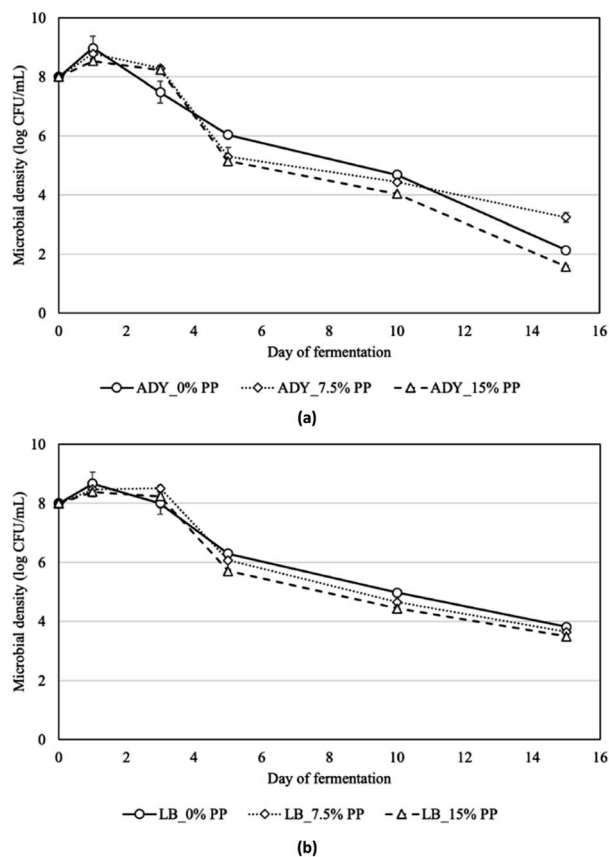 10
8
6
4
2
0
Microbial density (log CFU/mL)
0 2 4 6 8 10 12 14 16
Day of fermentation
ADY_0% PP ADY_7.5% PP ADY_15% PP
(a)
10
8
6
4
2
0
Microbial density (log CFU/mL)
0 2 4 6 8 10 12 14 16
Day of fermentation
LB_0% PP LB_7.5% PP LB_15% PP
(b)